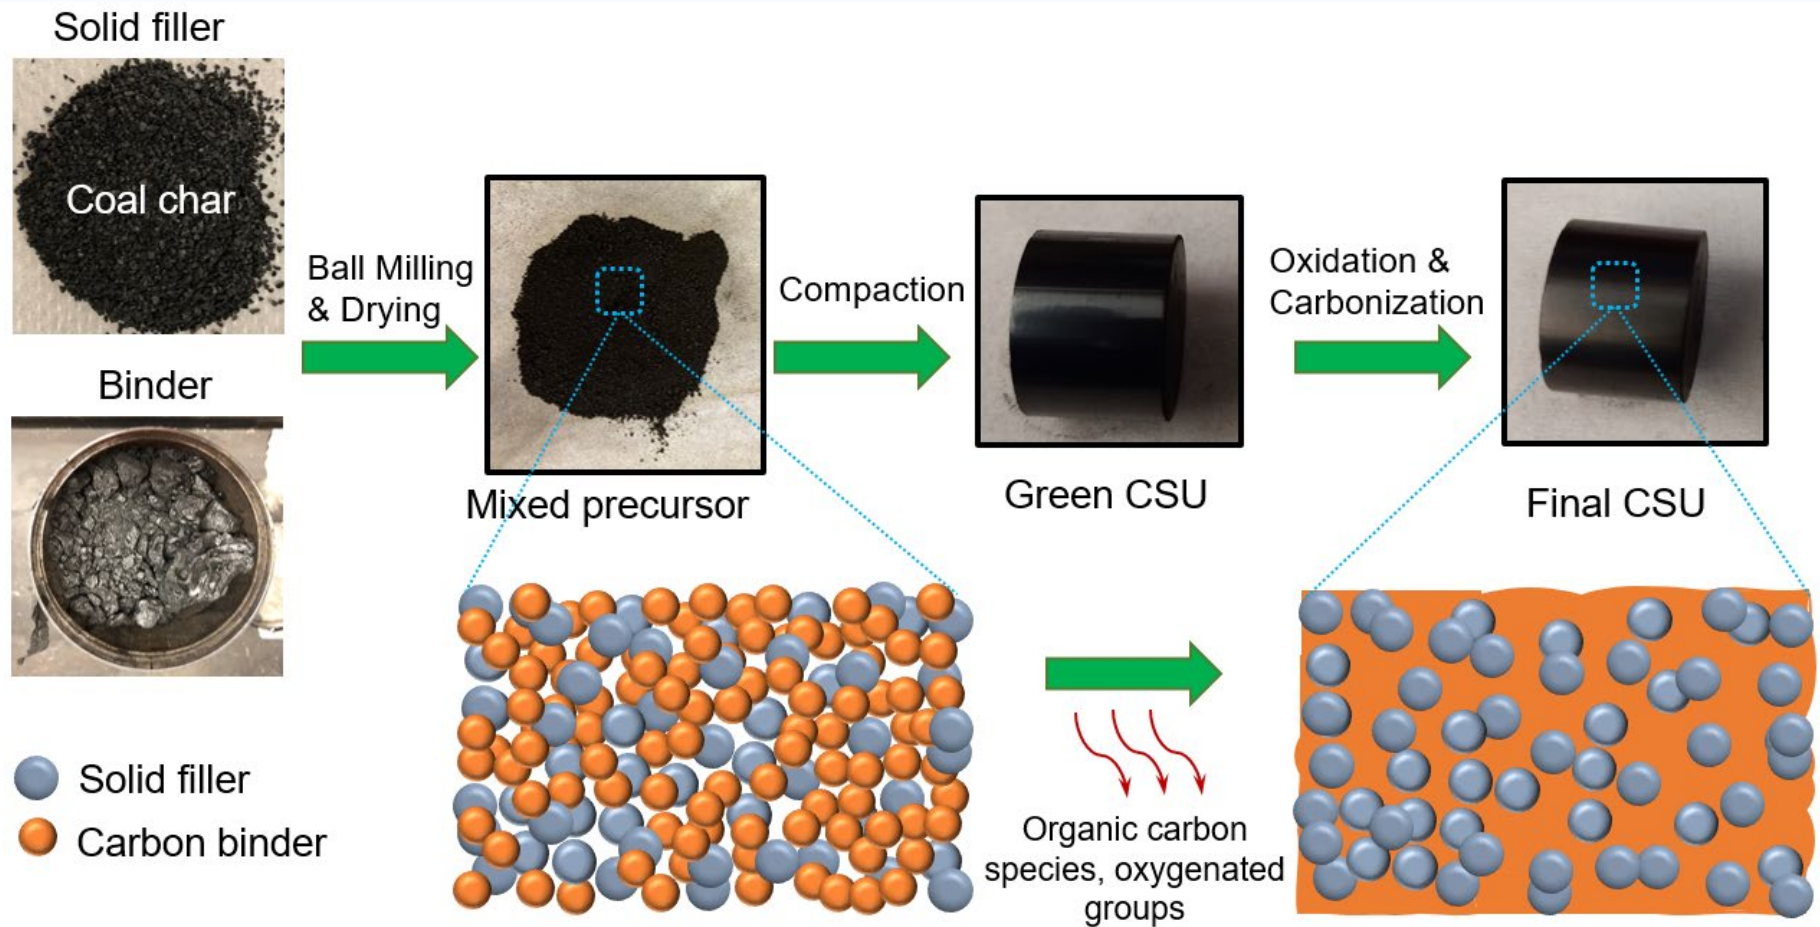 Solid filler
Coal char
Binder
Ball Milling
& Drying
Mixed precursor
Compaction
Green CSU
Oxidation &
Carbonization
Final CSU
Solid filler
Carbon binder
Organic carbon
species, oxygenated
groups